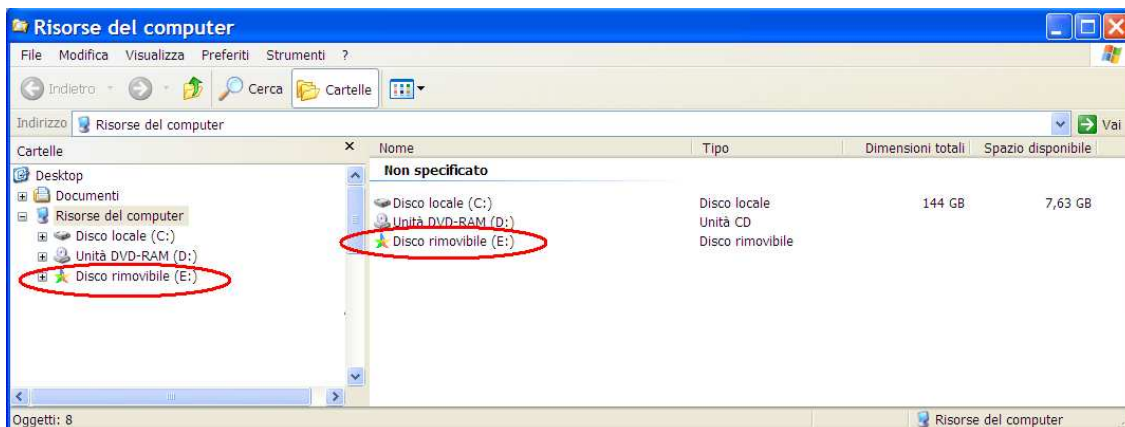 Risorse del computer
File Modifica Visualizza Preferiti Strumenti ?
Indietro Cerca Cartelle
Indirizzo Risorse del computer Vai
Cartelle x Nome Tipo Dimensioni totali Spazio disponibile
Desktop
Documenti
Risorse del computer
Disco locale (C:)
Unità DVD-RAM (D:)
Disco rimovibile (E:)
Non specificato
Disco locale (C:) Disco locale 144 GB 7,63 GB
Unità DVD-RAM (D:) Unità CD
Disco rimovibile (E:) Disco rimovibile
Oggetti: 8 Risorse del computer